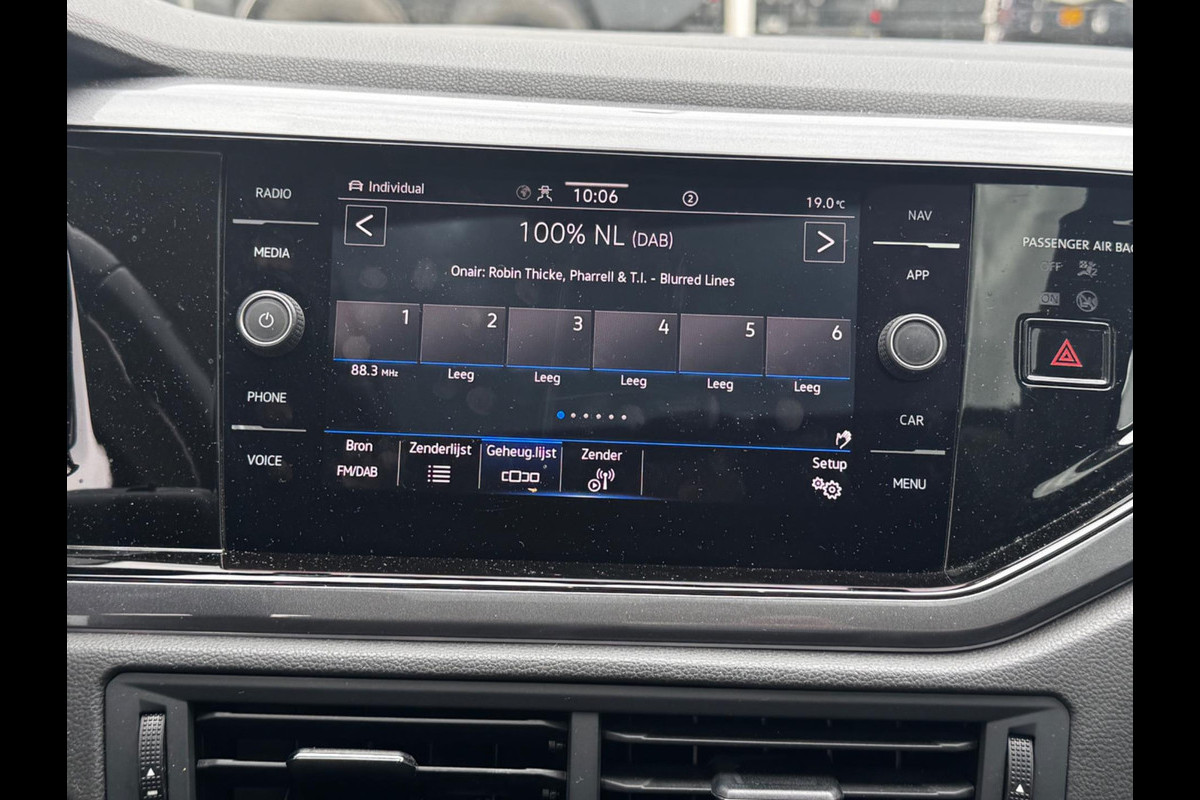 RADIO
MEDIA
PHONE
VOICE
Individual
10:06
2
19.0°C
<
100% NL (DAB)
>
Onair: Robin Thicke, Pharrell & T.I. - Blurred Lines
1
2
3
4
5
6
88.3 MHz
Leeg
Leeg
Leeg
Leeg
Leeg
Bron
FM/DAB
Zenderlijst
Geheug.lijst
Zender
Setup
NAV
APP
CAR
MENU
PASSENGER AIR BAG
OFF
ON